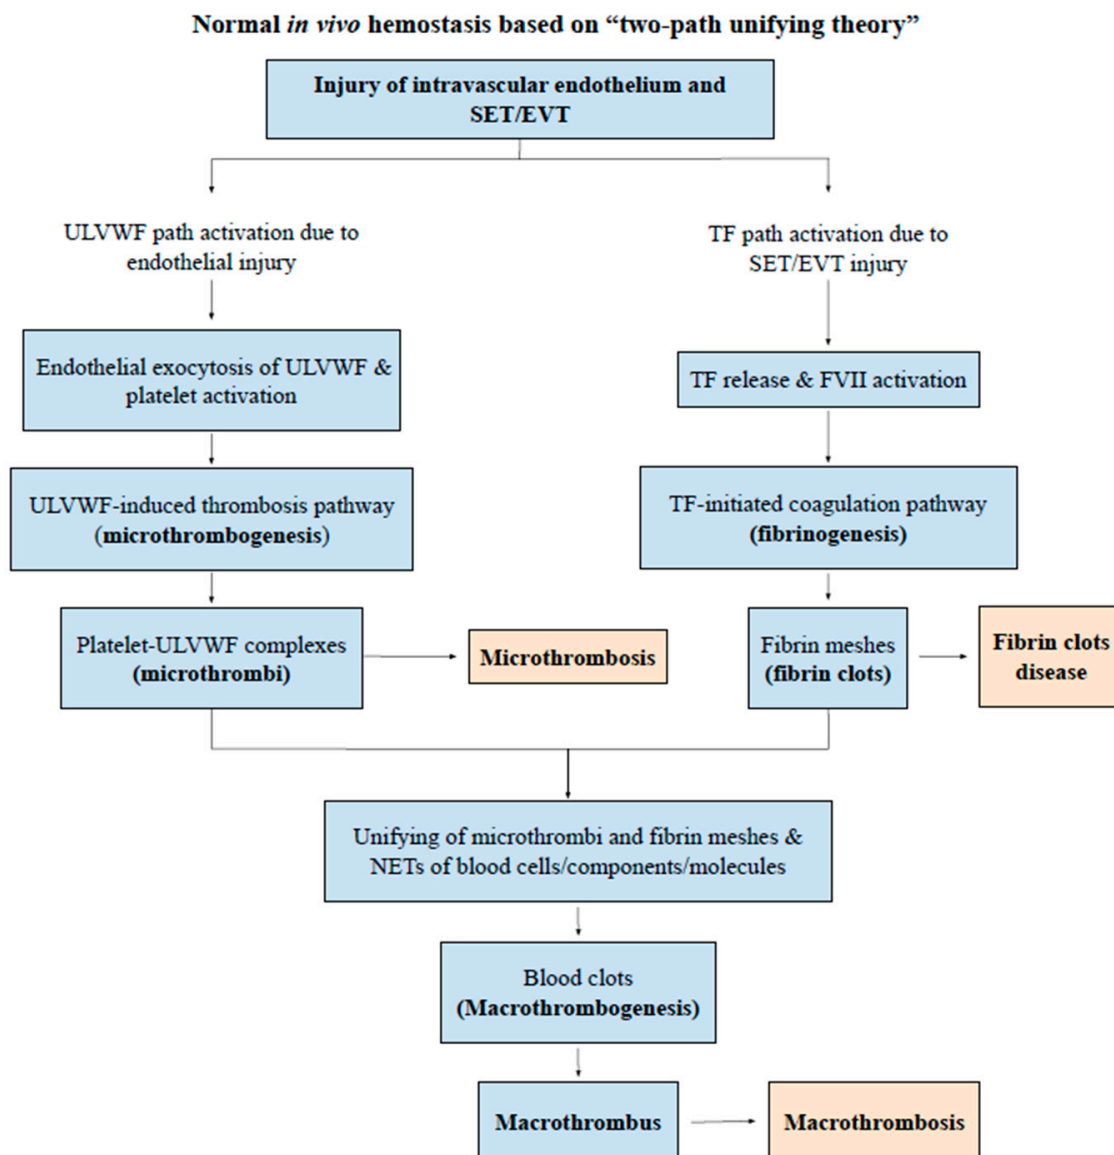 Normal in vivo hemostasis based on “two-path unifying theory”
Injury of intravascular endothelium and
SET/EVT
ULVWF path activation due to
endothelial injury
TF path activation due to
SET/EVT injury
Endothelial exocytosis of ULVWF &
platelet activation
TF release & FVII activation
ULVWF-induced thrombosis pathway
(microthrombogenesis)
TF-initiated coagulation pathway
(fibrinogenesis)
Platelet-ULVWF complexes
(microthrombi)
Microthrombosis
Fibrin meshes
(fibrin clots)
Fibrin clots
disease
Unifying of microthrombi and fibrin meshes &
NETs of blood cells/components/molecules
Blood clots
(Macrothrombogenesis)
Macrothrombus
Macrothrombosis